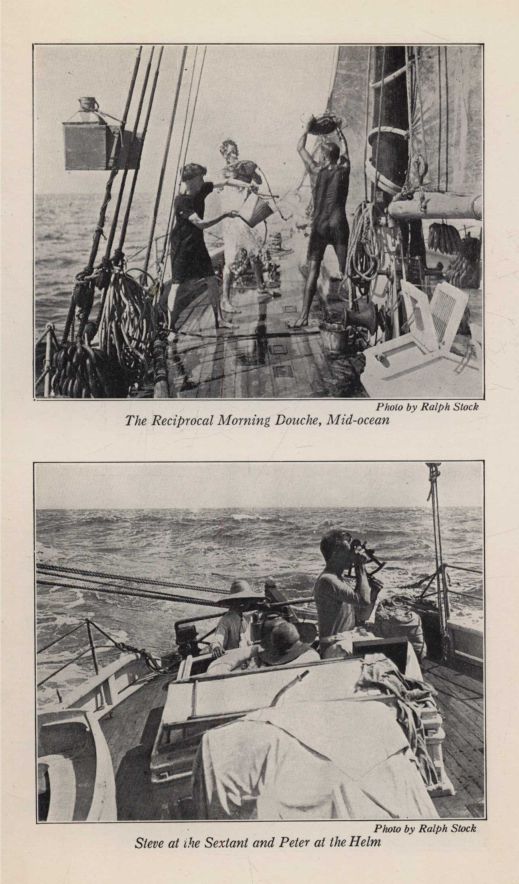 Photo by Ralph Stock
The Reciprocal Morning Douche, Mid-ocean
Photo by Ralph Stock
Steve at the Sextant and Peter at the Helm